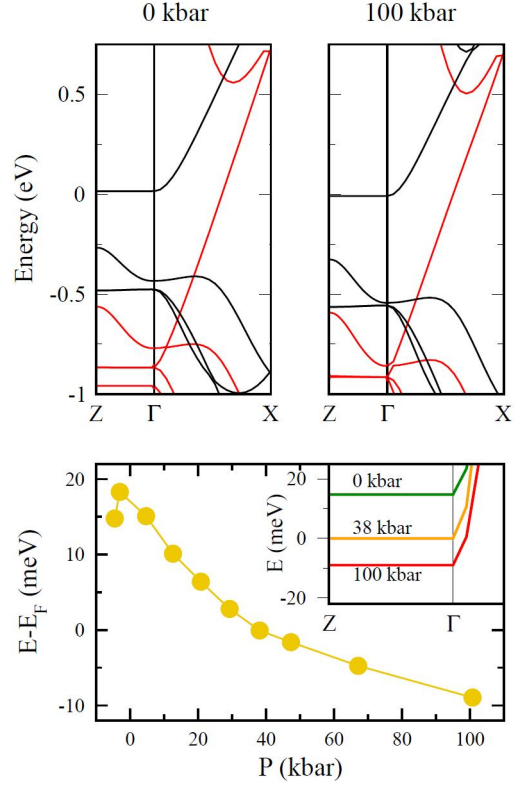 0 kbar 100 kbar
Energy (eV)
0.5
0
-0.5
-1
Z Γ X Z Γ X
E-E_F (meV)
20
10
0
-10
0 20 40 60 80 100
P (kbar)
E (meV)
20
0
-20
0 kbar
38 kbar
100 kbar
Z Γ